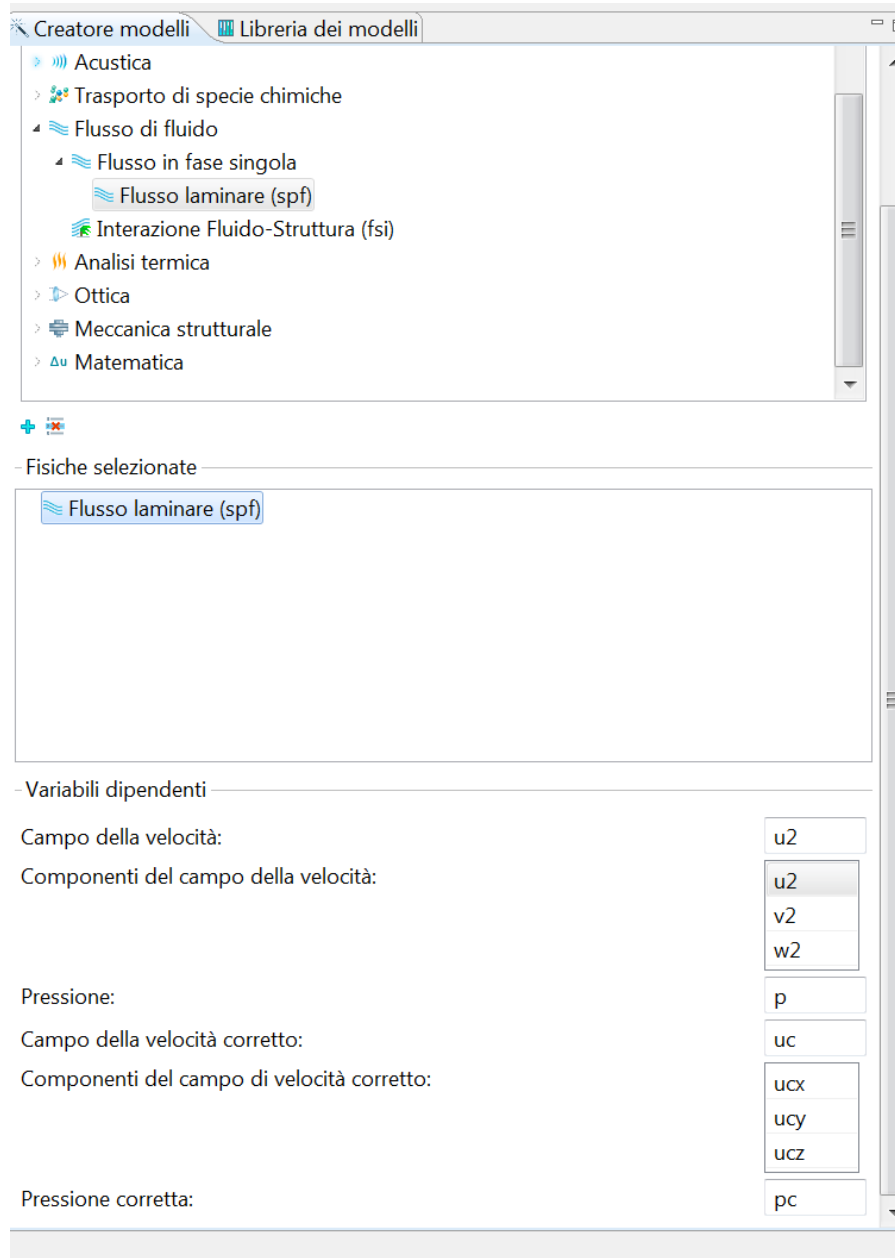 Creatore modelli Libreria dei modelli
Acustica
Trasporto di specie chimiche
Flusso di fluido
Flusso in fase singola
Flusso laminare (spf)
Interazione Fluido-Struttura (fsi)
Analisi termica
Ottica
Meccanica strutturale
Δu Matematica
Fisiche selezionate
Flusso laminare (spf)
Variabili dipendenti
Campo della velocità: u2
Componenti del campo della velocità: u2
v2
w2
Pressione: p
Campo della velocità corretto: uc
Componenti del campo di velocità corretto: ucx
ucy
ucz
Pressione corretta: pc